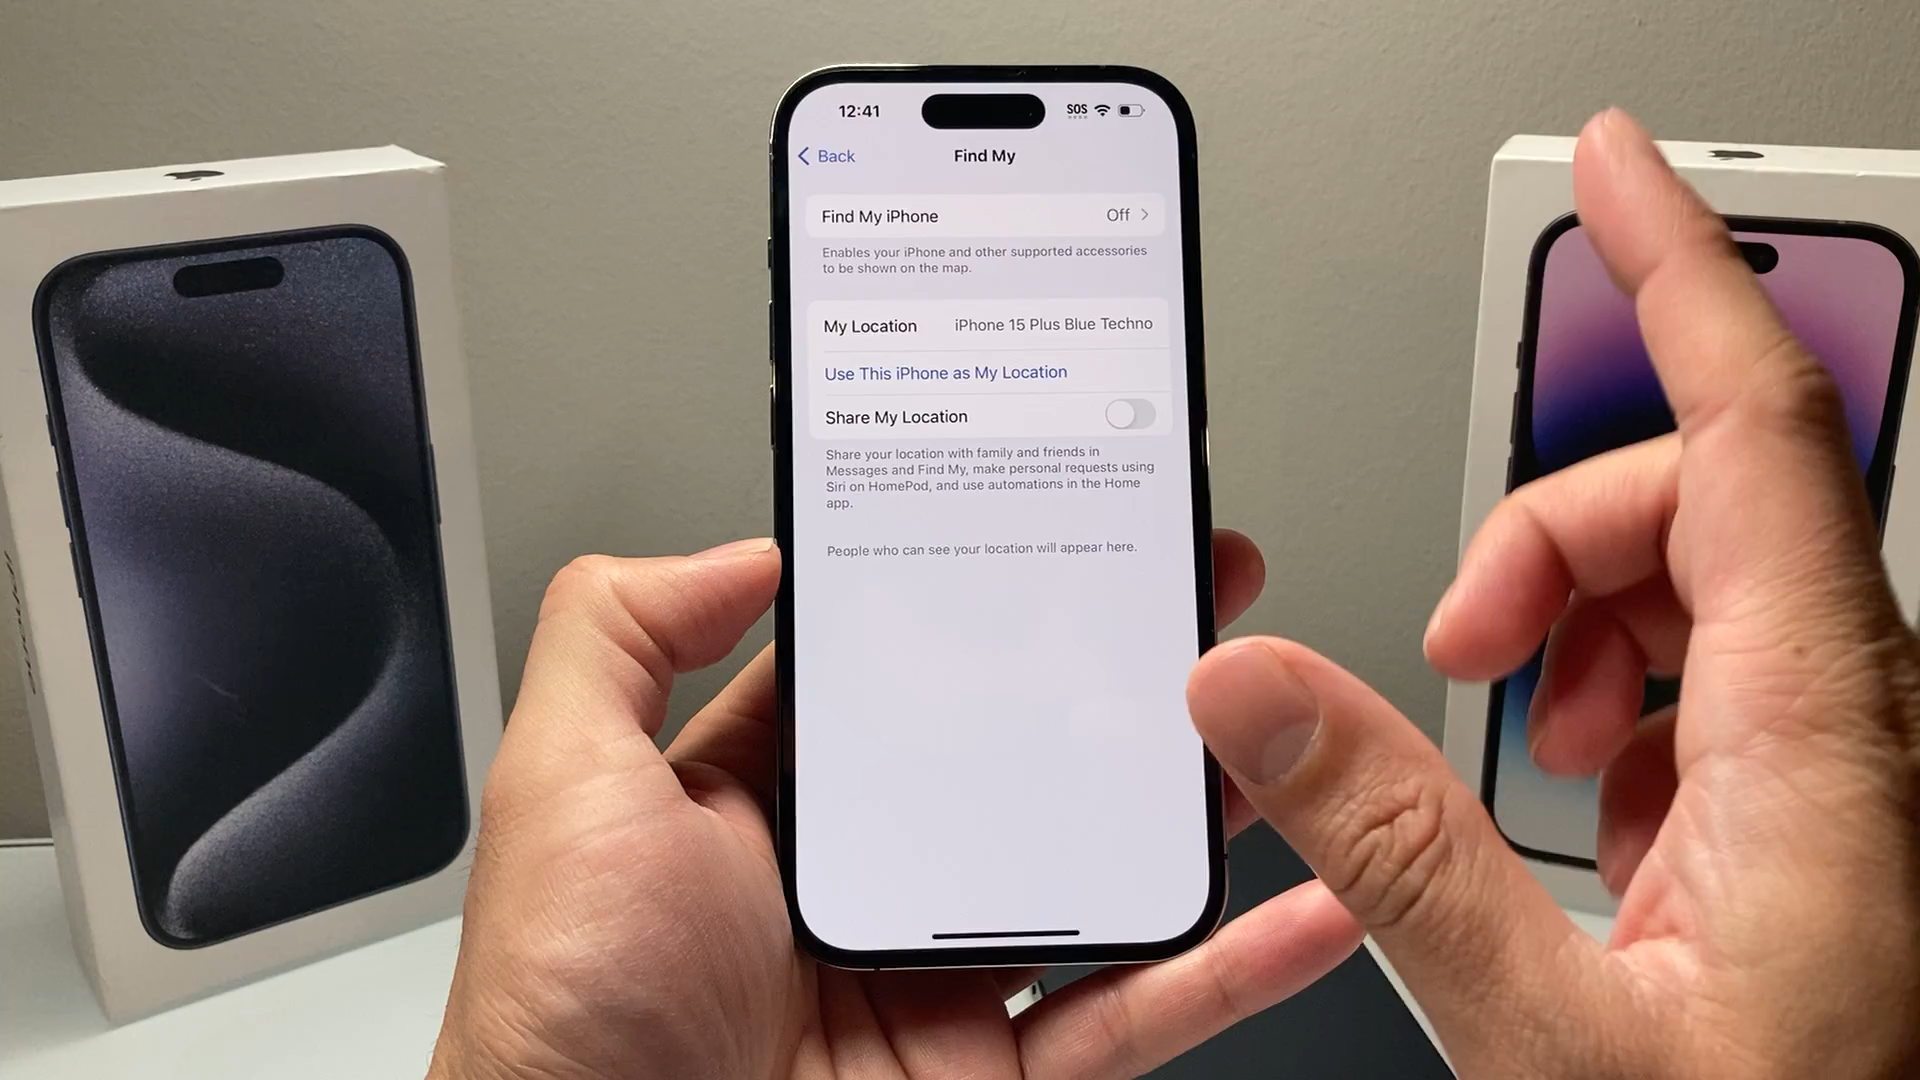 12:41
SOS
Back
Find My
Find My iPhone
Off
Enables your iPhone and other supported accessories
to be shown on the map.
My Location
iPhone 15 Plus Blue Techno
Use This iPhone as My Location
Share My Location
Share your location with family and friends in
Messages and Find My, make personal requests using
Siri on HomePod, and use automations in the Home
app.
People who can see your location will appear here.